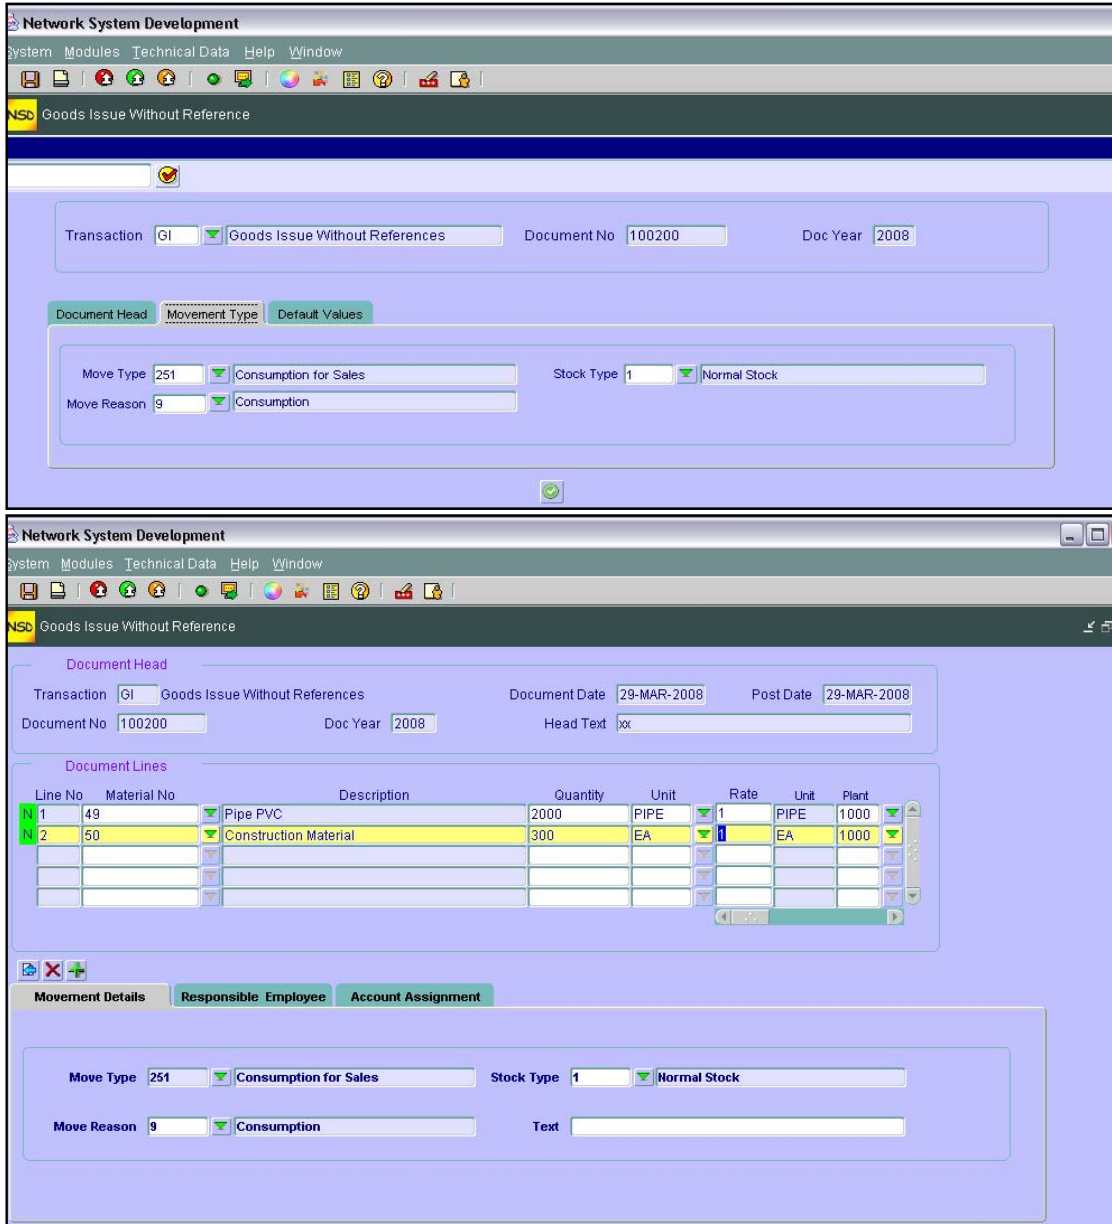 Network System Development
System Modules Technical Data Help Window
NSD Goods Issue Without Reference
Transaction GI Goods Issue Without References Document No 100200 Doc Year 2008
Document Head Movement Type Default Values
Move Type 251 Consumption for Sales Stock Type 1 Normal Stock
Move Reason 9 Consumption
Network System Development
System Modules Technical Data Help Window
NSD Goods Issue Without Reference
Document Head
Transaction GI Goods Issue Without References Document Date 29-MAR-2008 Post Date 29-MAR-2008
Document No 100200 Doc Year 2008 Head Text xx
Document Lines
Line No Material No Description Quantity Unit Rate Unit Plant
N 1 49 Pipe PVC 2000 PIPE 1 PIPE 1000
N 2 50 Construction Material 300 EA 1 EA 1000
Movement Details Responsible Employee Account Assignment
Move Type 251 Consumption for Sales Stock Type 1 Normal Stock
Move Reason 9 Consumption Text